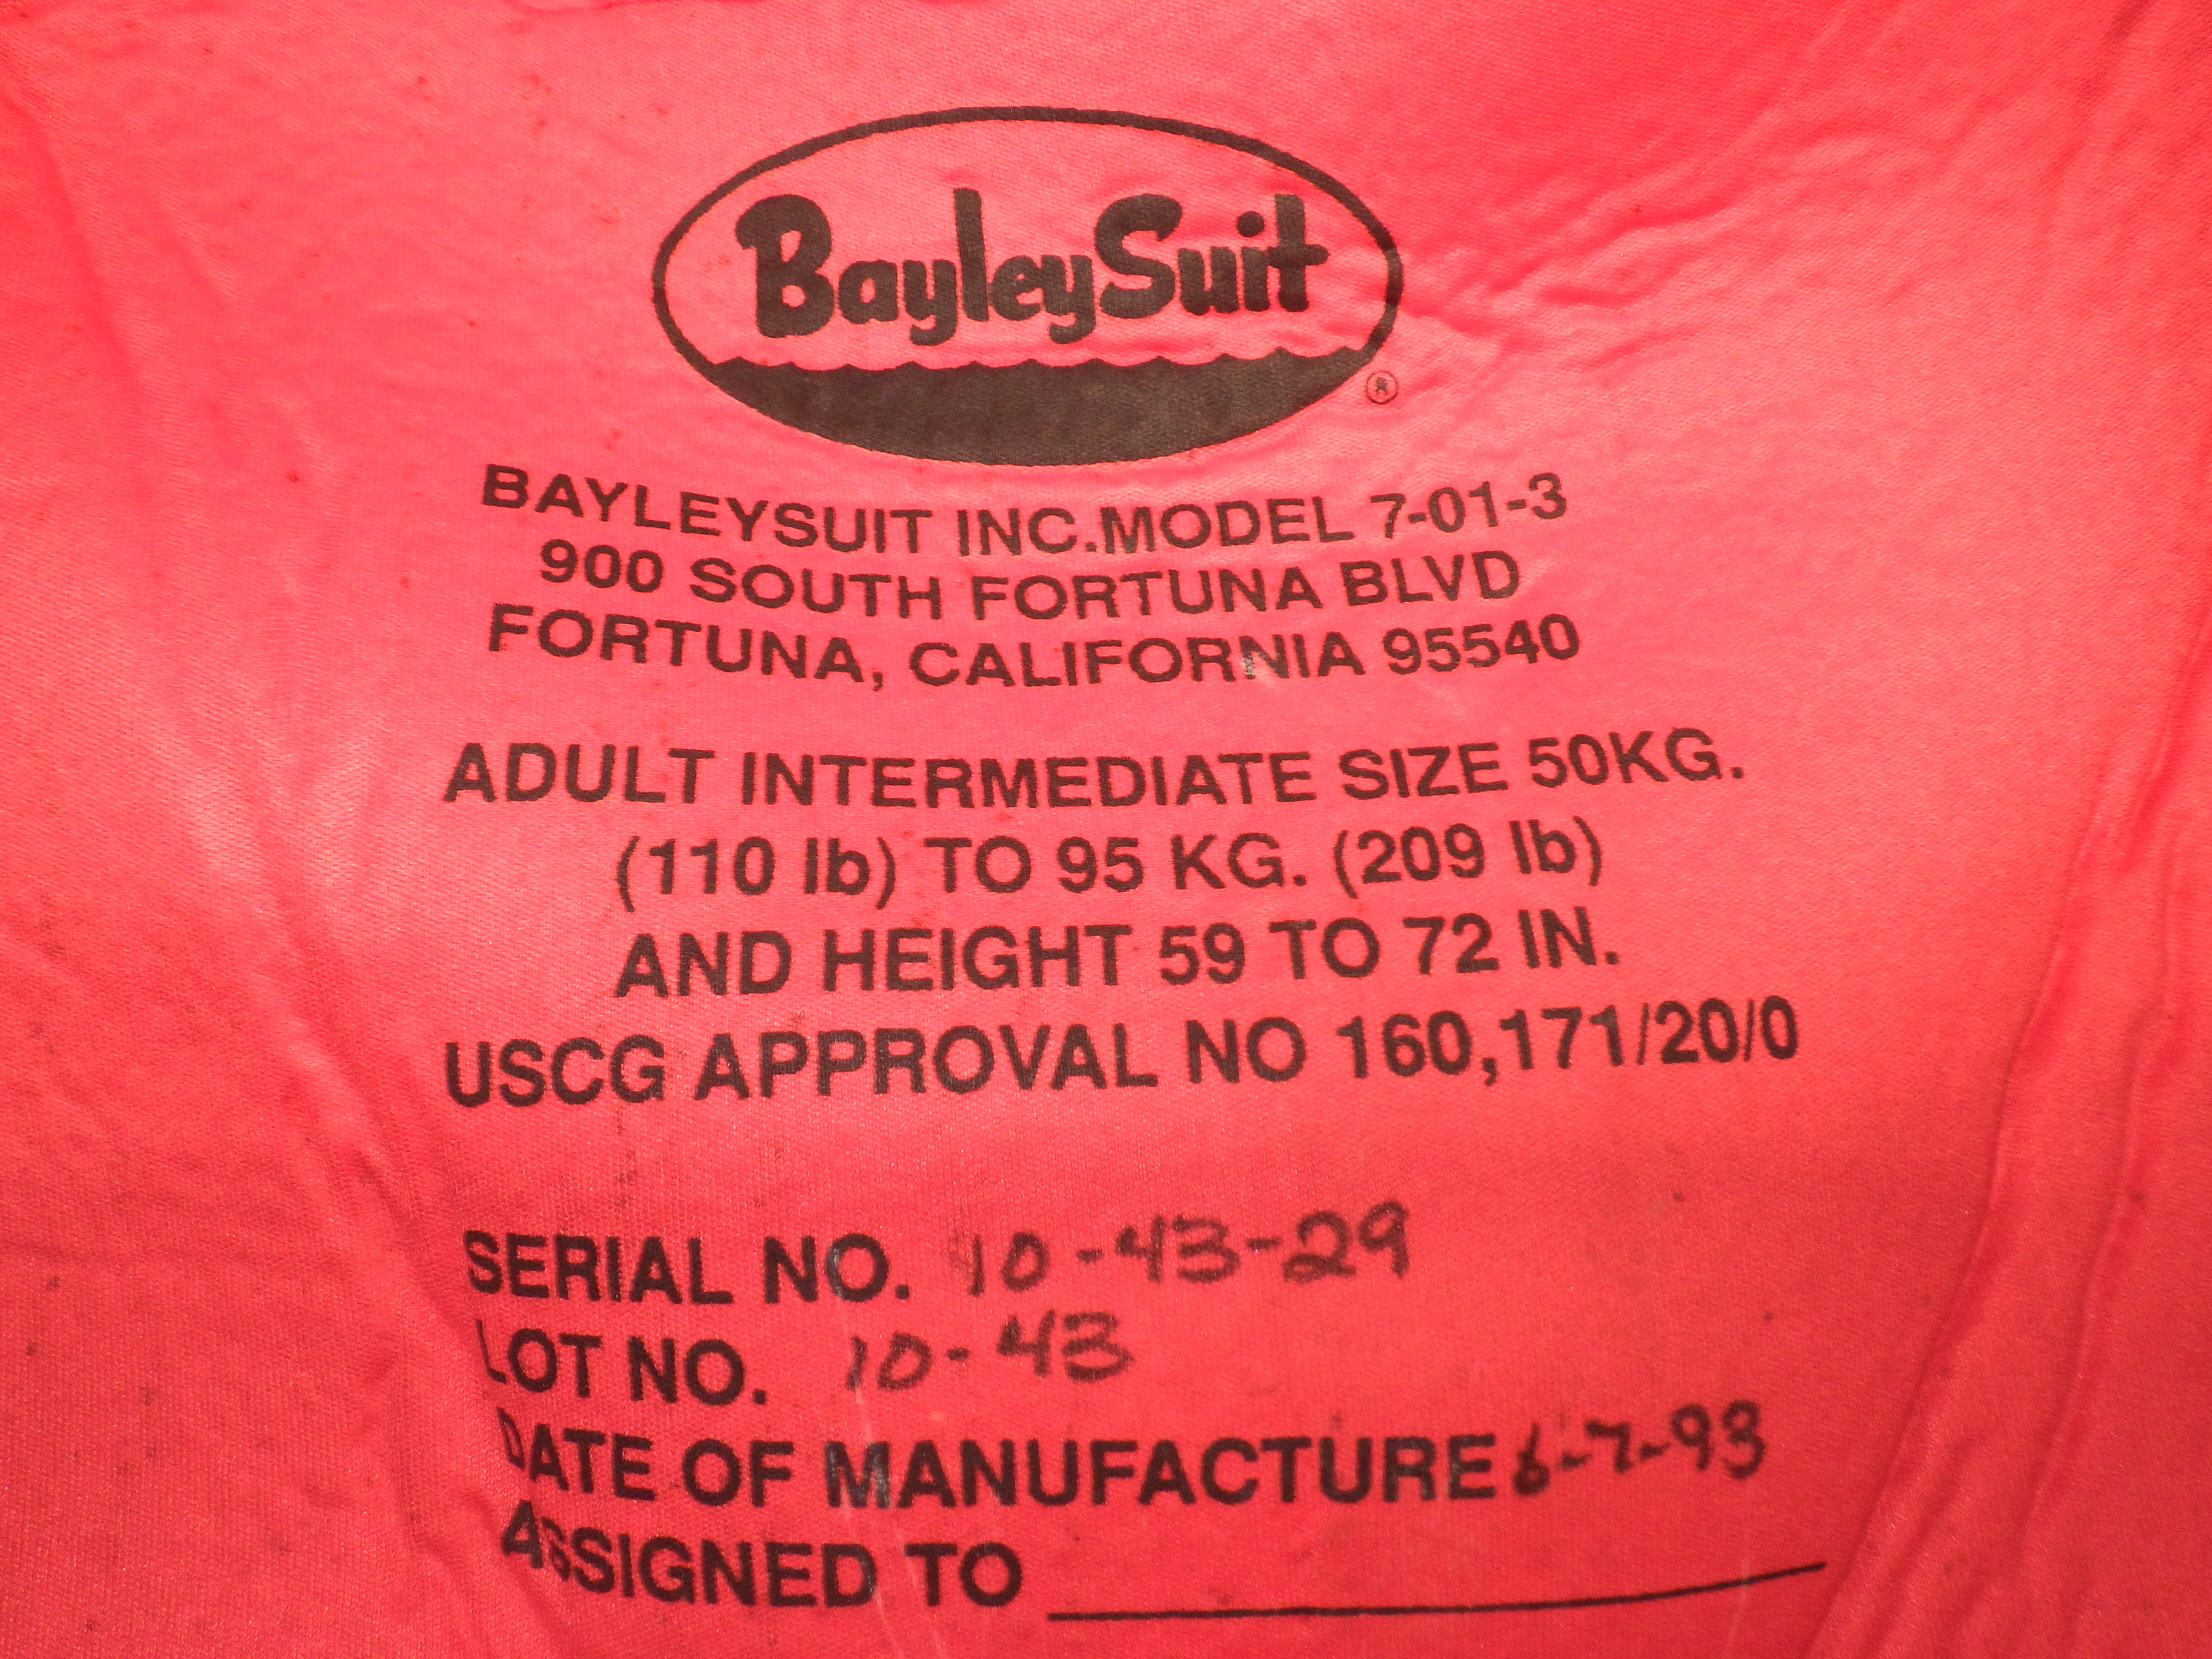 BayleySuit
®
BAYLEYSUIT INC.MODEL 7-01-3
900 SOUTH FORTUNA BLVD
FORTUNA, CALIFORNIA 95540
ADULT INTERMEDIATE SIZE 50KG.
(110 lb) TO 95 KG. (209 lb)
AND HEIGHT 59 TO 72 IN.
USCG APPROVAL NO 160,171/20/0
SERIAL NO. 10-43-29
LOT NO. 10-43
DATE OF MANUFACTURE 6-7-93
ASSIGNED TO